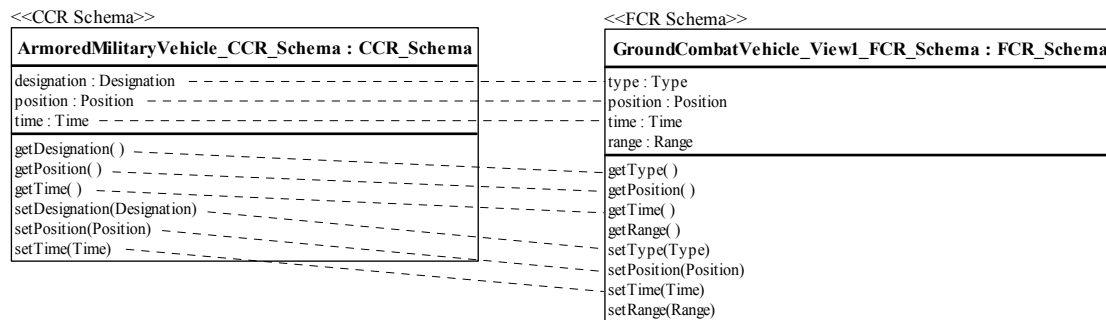 <<CCR Schema>>
ArmoredMilitaryVehicle_CCR_Schema : CCR_Schema
designation : Designation
position : Position
time : Time
getDesignation( )
getPosition( )
getTime( )
setDesignation(Designation)
setPosition(Position)
setTime(Time)
<<FCR Schema>>
GroundCombatVehicle_View1_FCR_Schema : FCR_Schema
type : Type
position : Position
time : Time
range : Range
getType( )
getPosition( )
getTime( )
getRange( )
setType(Type)
setPosition(Position)
setTime(Time)
setRange(Range)